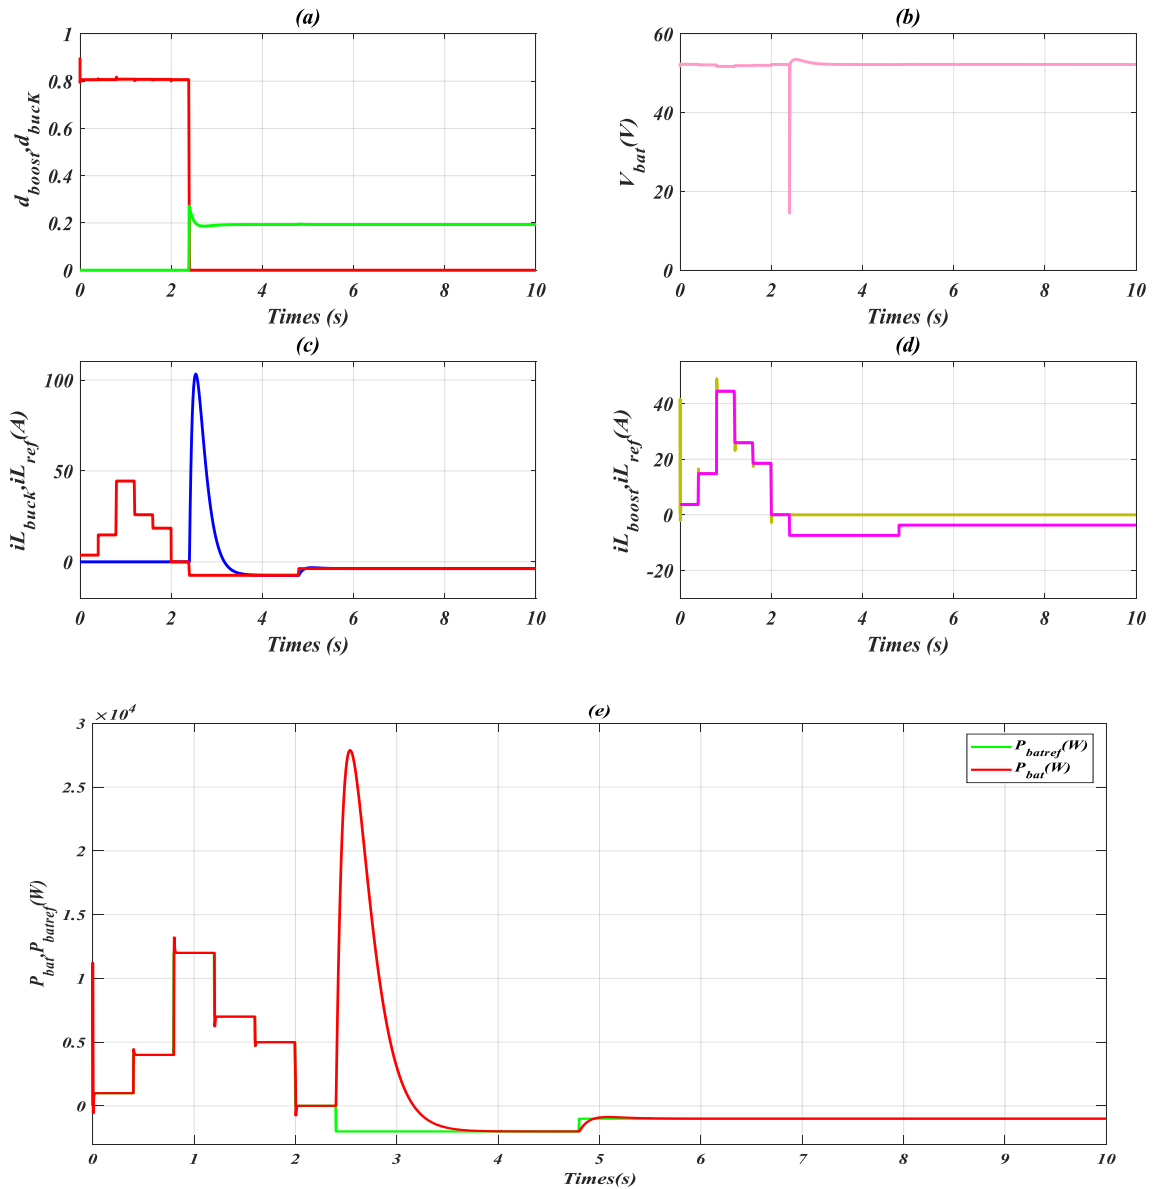 (a)
1
0.8
0.6
0.4
0.2
0
d_boost,d_bucK
0 2 4 6 8 10
Times (s)
(b)
60
40
20
0
V_bat(V)
0 2 4 6 8 10
Times (s)
(c)
100
50
0
iL_buck,iL_ref(A)
0 2 4 6 8 10
Times (s)
(d)
40
20
0
-20
iL_boost,iL_ref(A)
0 2 4 6 8 10
Times (s)
(e)
×10^4
3
2.5
2
1.5
1
0.5
0
P_bat,P_batref(W)
P_batref(W)
P_bat(W)
0 1 2 3 4 5 6 7 8 9 10
Times(s)